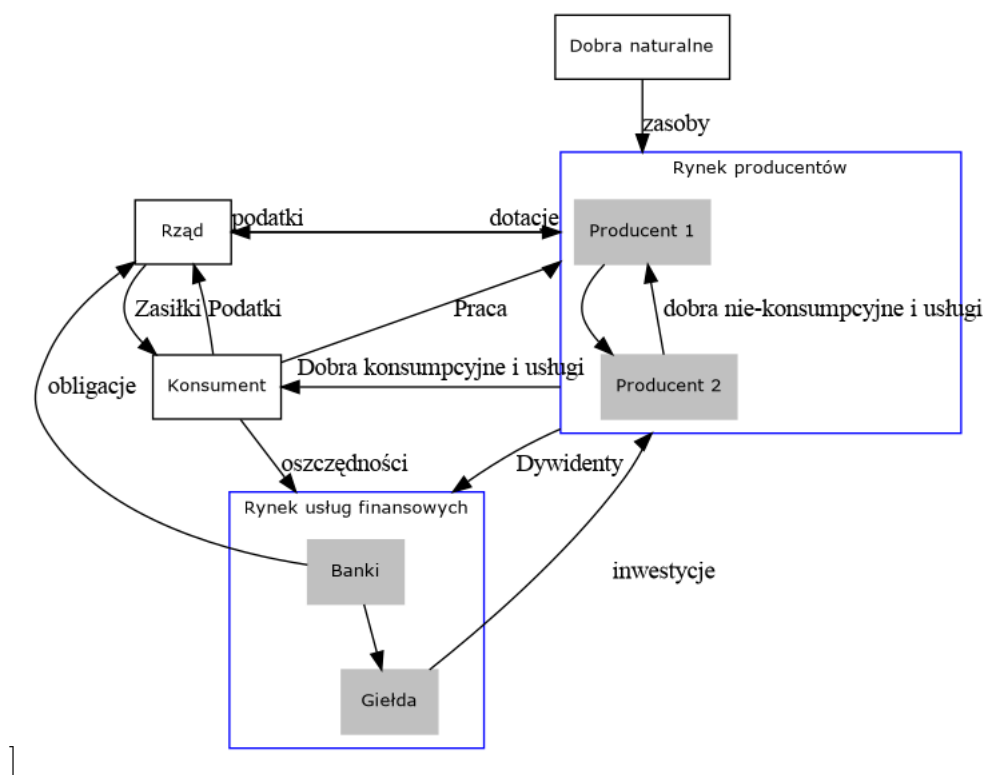 Dobra naturalne
zasoby
Rynek producentów
Rząd
podatki
dotacje
Producent 1
Zasiłki
Podatki
Praca
dobra nie-konsumpcyjne i usługi
Dobra konsumpcyjne i usługi
Konsument
obligacje
Producent 2
oszczędności
Dywidenty
Rynek usług finansowych
Banki
inwestycje
Giełda
]